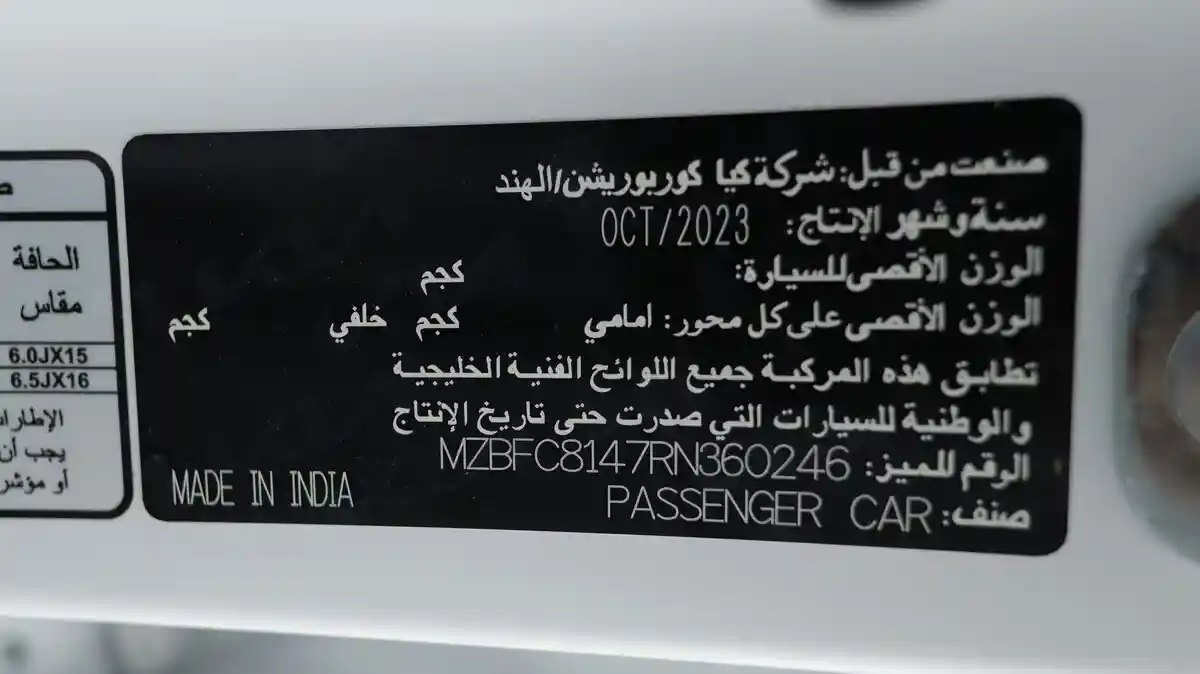 صنعت من قبل: شركة كيا كوربوريشن/الهند
سنة وشهر الإنتاج: OCT/2023
الوزن الأقصى للسيارة: كجم
الوزن الأقصى على كل محور: امامي كجم خلفي كجم
تطابق هذه المركبة جميع اللوائح الفنية الخليجية
والوطنية للسيارات التي صدرت حتى تاريخ الإنتاج
الرقم المميز: MZBFC8147RN360246
صنف: PASSENGER CAR MADE IN INDIA
الحافة
مقاس
6.0JX15
6.5JX16
يجب أن
أو مؤشر